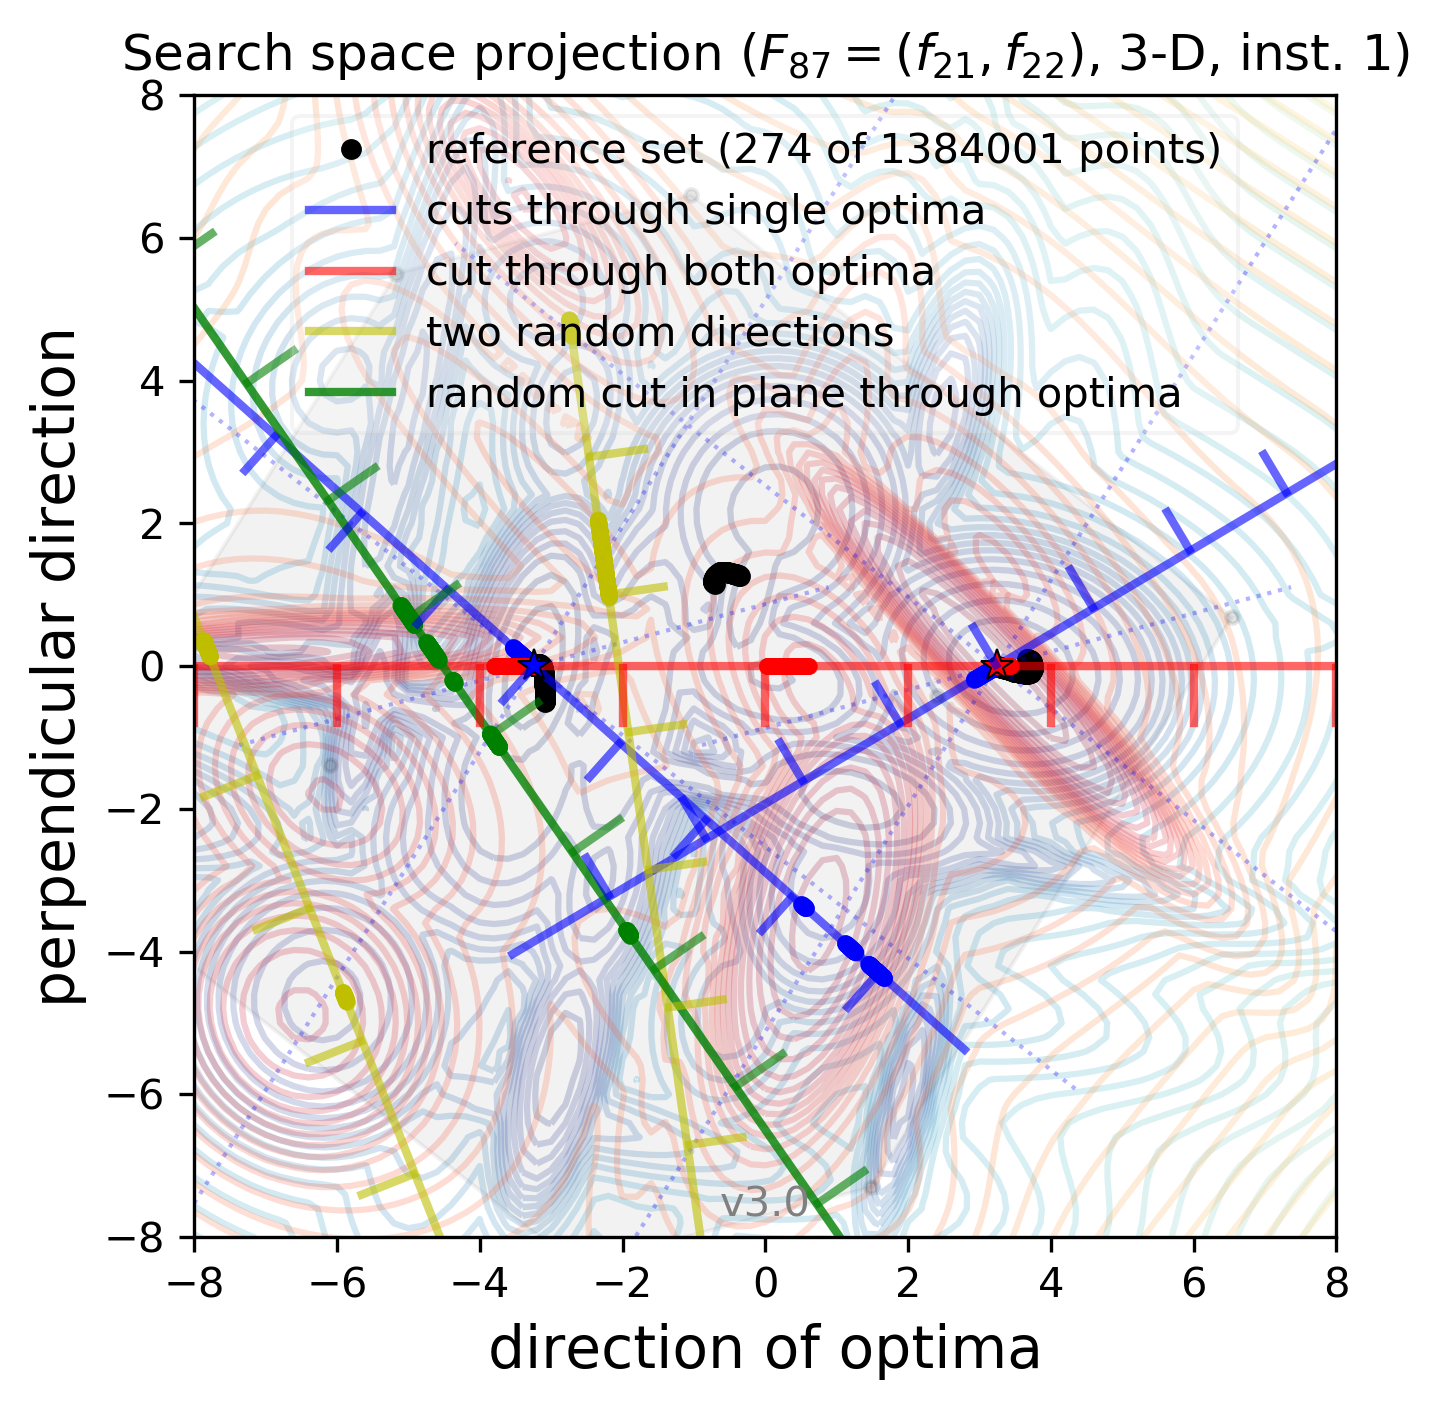 Search space projection (F87 = (f21, f22), 3-D, inst. 1)
reference set (274 of 1384001 points)
cuts through single optima
cut through both optima
two random directions
random cut in plane through optima
perpendicular direction
8
6
4
2
0
−2
−4
−6
−8
v3.0
−8 −6 −4 −2 0 2 4 6 8
direction of optima